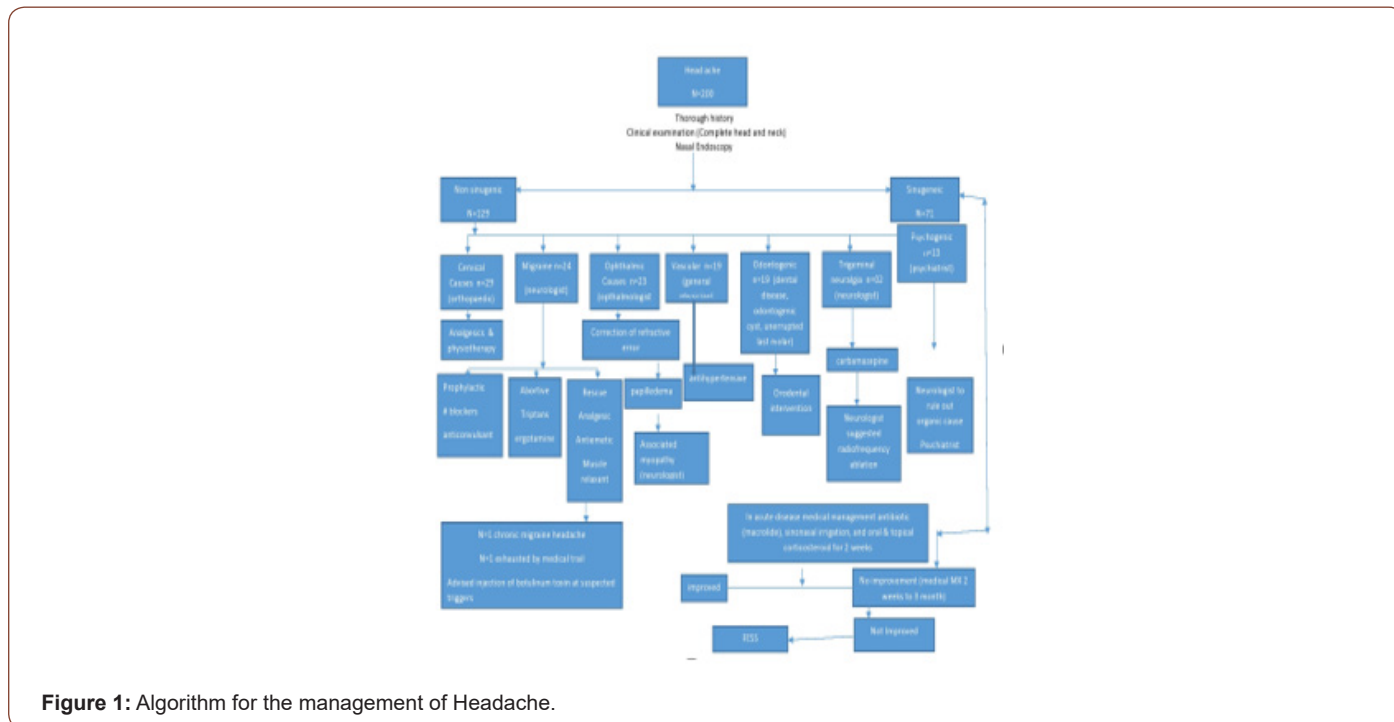 Headache
N=200
Thorough history
Clinical examination (Complete head and neck)
Nasal Endoscopy
Non sinugenic
N=129
Sinugenic
N=71
Cervical
Causes n=29
(orthopaedic)
Migraine n=24
(neurologist)
Ophthalmic
Causes n=23
(opthalmologist
Vascular n=19
(general
Odontogenic
n=19 (dental
disease,
odontogenic
cyst, unerrupted
last molar)
Trigeminal
neuralgia n=02
(neurologist)
Psychogenic
n=13
(psychiatrist)
Analgesics &
physiotherapy
Correction of refractive
error
carbamazepine
Prophylactic
blockers
anticonvulsant
Abortive
Triptans
ergotamine
Rescue
Analgesic
Antiemetic
Muscle
relaxant
papilledema
antihypertensive
Orodental
intervention
Neurologist to
rule out
organic cause
Psychiatrist
Associated
myopathy
(neurologist)
Neurologist
suggested
radiofrequency
ablation
N=1 chronic migraine headache
N=1 exhausted by medical trail
Advised injection of botulinum toxin at suspected
triggers
In acute disease medical management antibiotic
(macrolide), sinonasal irrigation, and oral & topical
corticosteroid for 2 weeks
improved
No improvement (medical MX 2
weeks to 3 month)
FESS
Not Improved
Figure 1: Algorithm for the management of Headache.